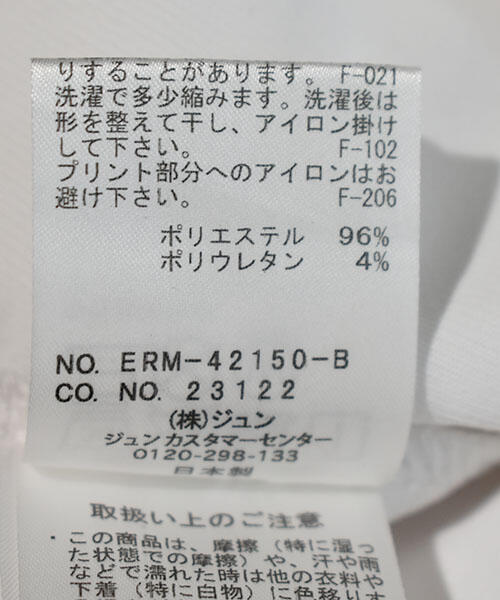 りすることがあります。 F-021
洗濯で多少縮みます。洗濯後は
形を整えて干し、アイロン掛け
して下さい。 F-102
プリント部分へのアイロンはお
避け下さい。 F-206
ポリエステル 96%
ポリウレタン 4%
NO. ERM-42150-B
CO. NO. 23122
(株)ジュン
ジュン カスタマーセンター
0120-298-133
日本製
取扱い上のご注意
・この商品は、摩擦（特に湿っ
た状態での摩擦）や、汗や雨
などで濡れた時は他の衣料や
下着（特に白物）に色移りす